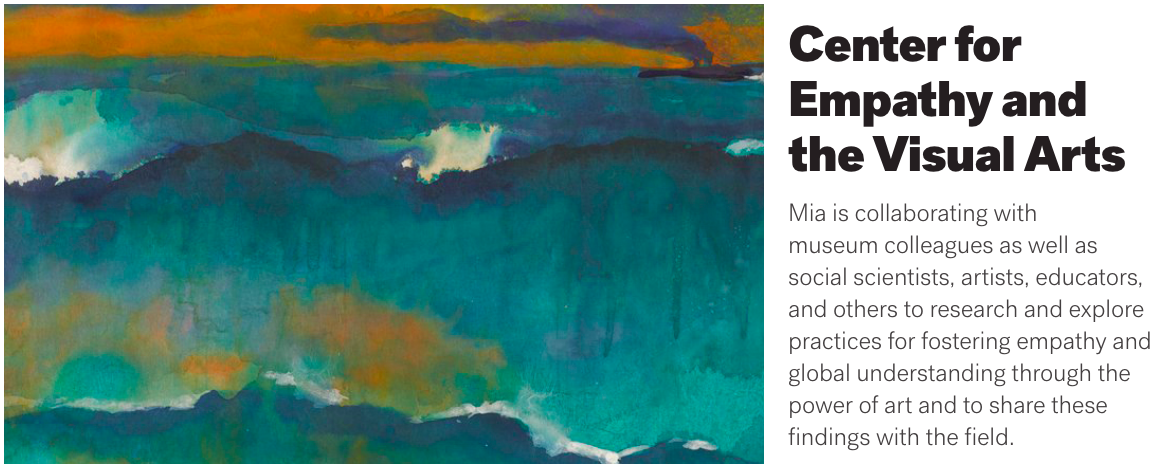 Center for
Empathy and
the Visual Arts
Mia is collaborating with
museum colleagues as well as
social scientists, artists, educators,
and others to research and explore
practices for fostering empathy and
global understanding through the
power of art and to share these
findings with the field.